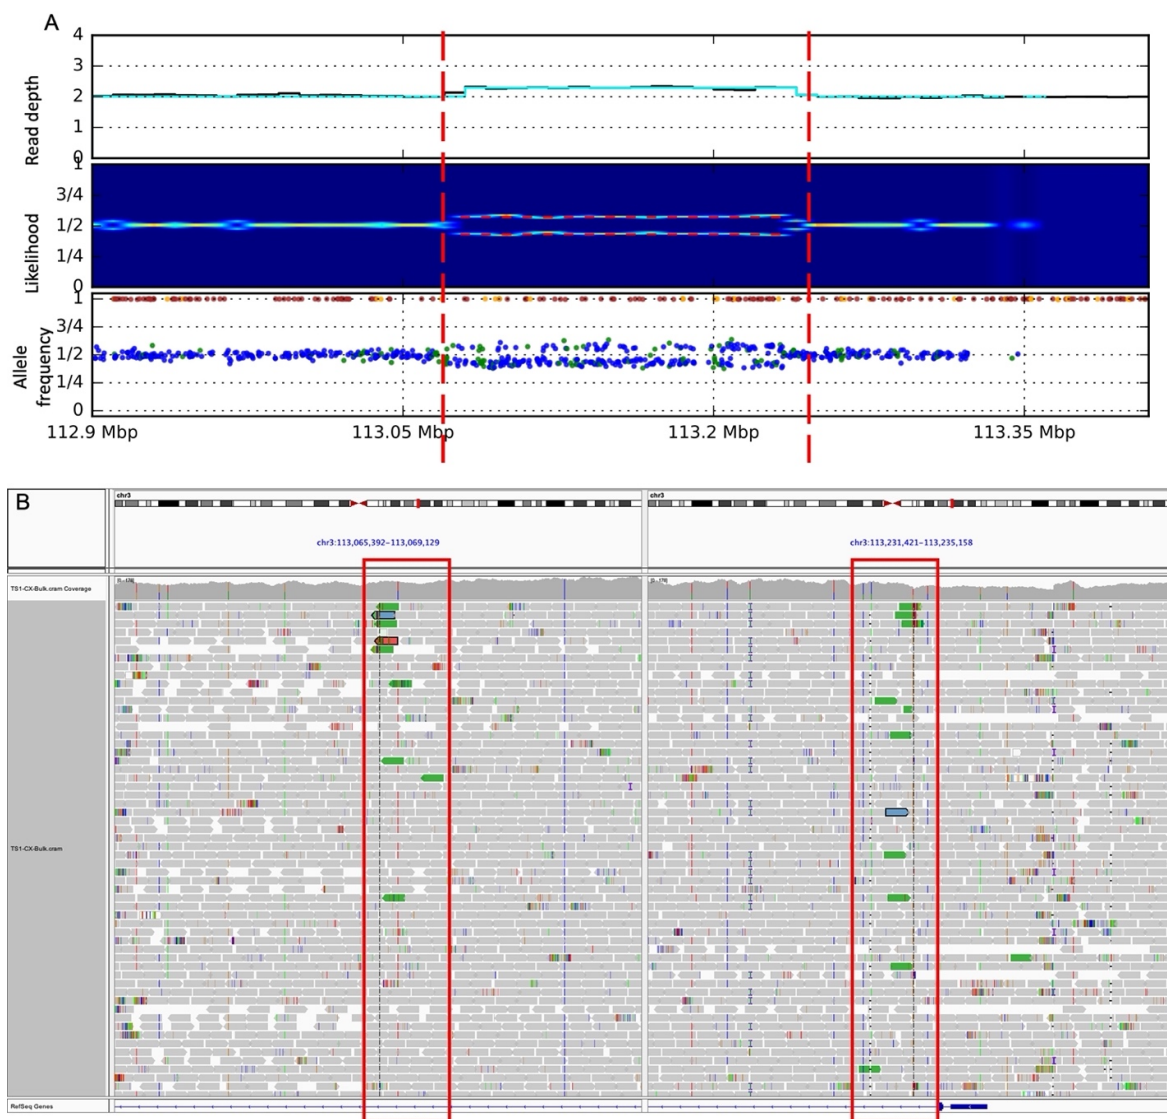 A
4
3
2
1
0
Read depth
1
3/4
1/2
1/4
0
Likelihood
1
3/4
1/2
1/4
0
Allele
frequency
112.9 Mbp
113.05 Mbp
113.2 Mbp
113.35 Mbp
B
chr3
chr3
chr3:113,065,392-113,069,129
chr3:113,231,421-113,235,158
TS1-CX-Bulk.cram Coverage
TS1-CX-Bulk.cram
RefSeq Genes